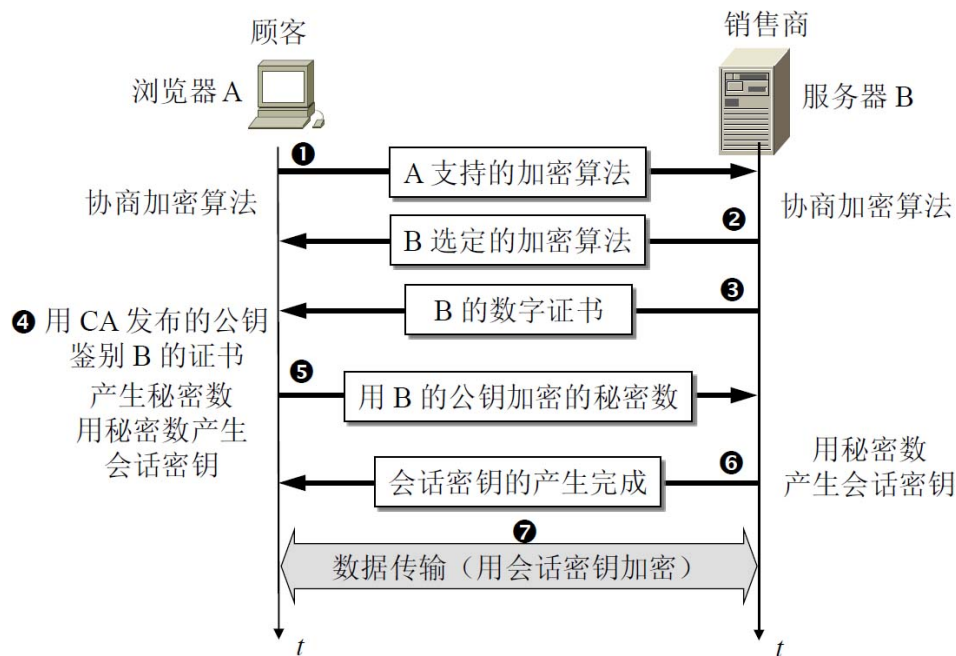 顾客
销售商
浏览器 A
服务器 B
❶
A 支持的加密算法
协商加密算法
协商加密算法
❷
B 选定的加密算法
❸
B 的数字证书
❹ 用 CA 发布的公钥
鉴别 B 的证书
❺
用 B 的公钥加密的秘密数
产生秘密数
用秘密数产生
会话密钥
❻
会话密钥的产生完成
用秘密数
产生会话密钥
❼
数据传输（用会话密钥加密）
t
t